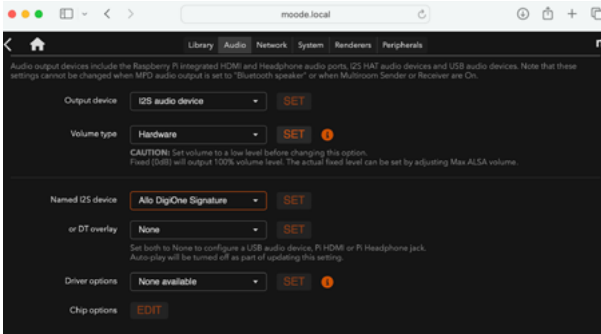 moode.local
Library Audio Network System Renderers Peripherals
Audio output devices include the Raspberry Pi integrated HDMI and Headphone audio ports, I2S HAT audio devices and USB audio devices. Note that these
settings cannot be changed when MPD audio output is set to "Bluetooth speaker" or when Multiroom Sender or Receiver are On.
Output device I2S audio device SET
Volume type Hardware SET
CAUTION: Set volume to a low level before changing this option.
Fixed (0dB) will output 100% volume level. The actual fixed level can be set by adjusting Max ALSA volume.
Named I2S device Allo DigiOne Signature SET
or DT overlay None SET
Set both to None to configure a USB audio device, Pi HDMI or Pi Headphone jack.
Auto-play will be turned off as part of updating this setting.
Driver options None available SET
Chip options EDIT